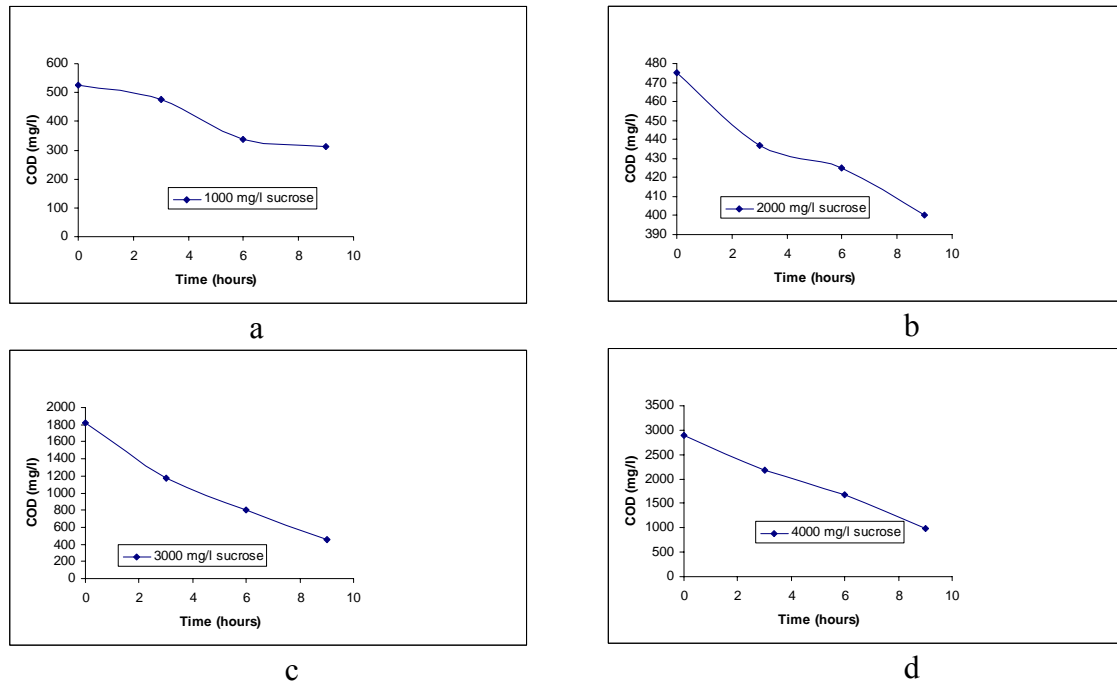 600
500
400
300
200
100
0
COD (mg/l)
1000 mg/l sucrose
0 2 4 6 8 10
Time (hours)
a
480
470
460
450
440
430
420
410
400
390
COD (mg/l)
2000 mg/l sucrose
0 2 4 6 8 10
Time (hours)
b
2000
1800
1600
1400
1200
1000
800
600
400
200
0
COD (mg/l)
3000 mg/l sucrose
0 2 4 6 8 10
Time (hours)
c
3500
3000
2500
2000
1500
1000
500
0
COD (mg/l)
4000 mg/l sucrose
0 2 4 6 8 10
Time (hours)
d